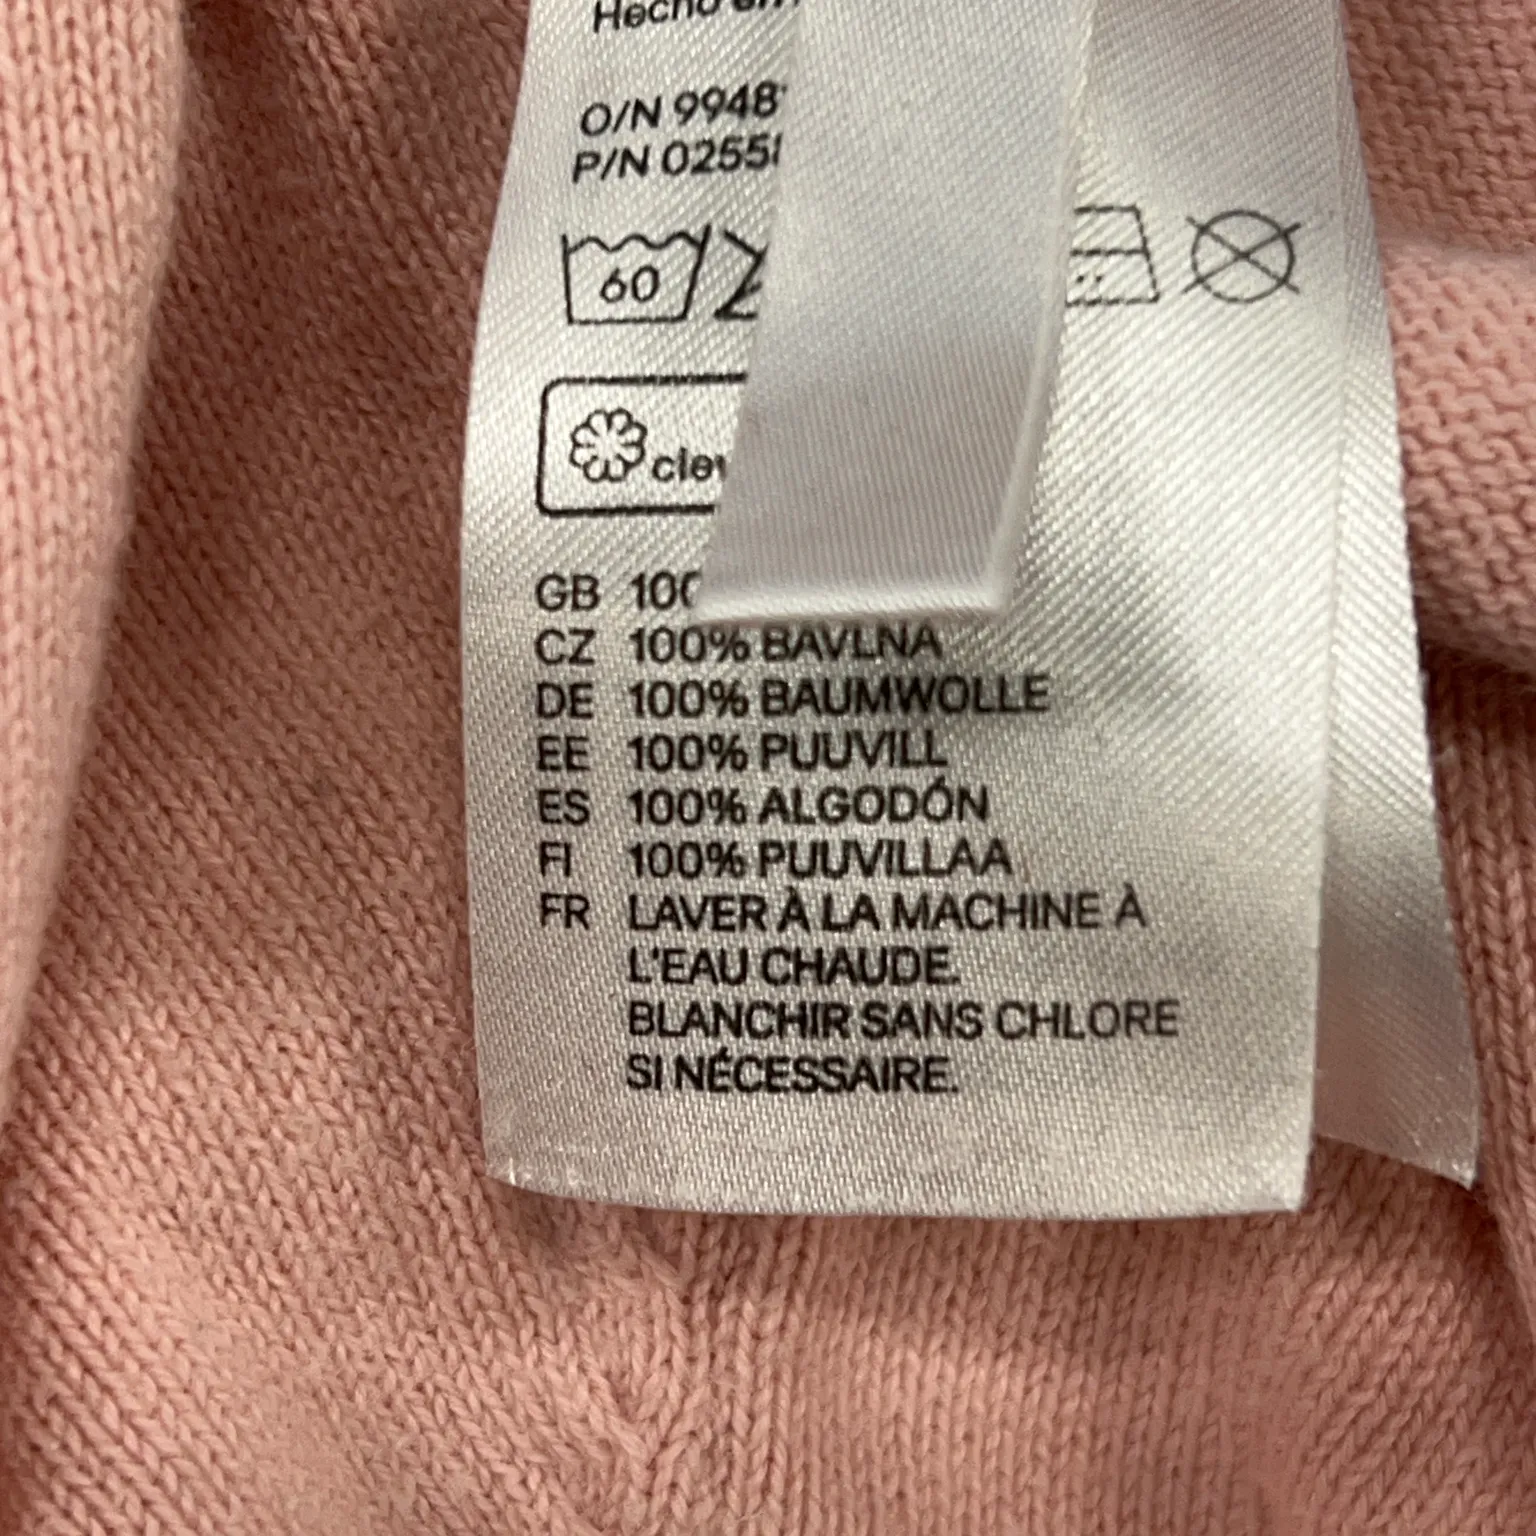 Hecho
O/N 9948
P/N 0255
60
GB 100
CZ 100% BAVLNA
DE 100% BAUMWOLLE
EE 100% PUUVILL
ES 100% ALGODÓN
FI 100% PUUVILLAA
FR LAVER À LA MACHINE À
L'EAU CHAUDE.
BLANCHIR SANS CHLORE
SI NÉCESSAIRE.